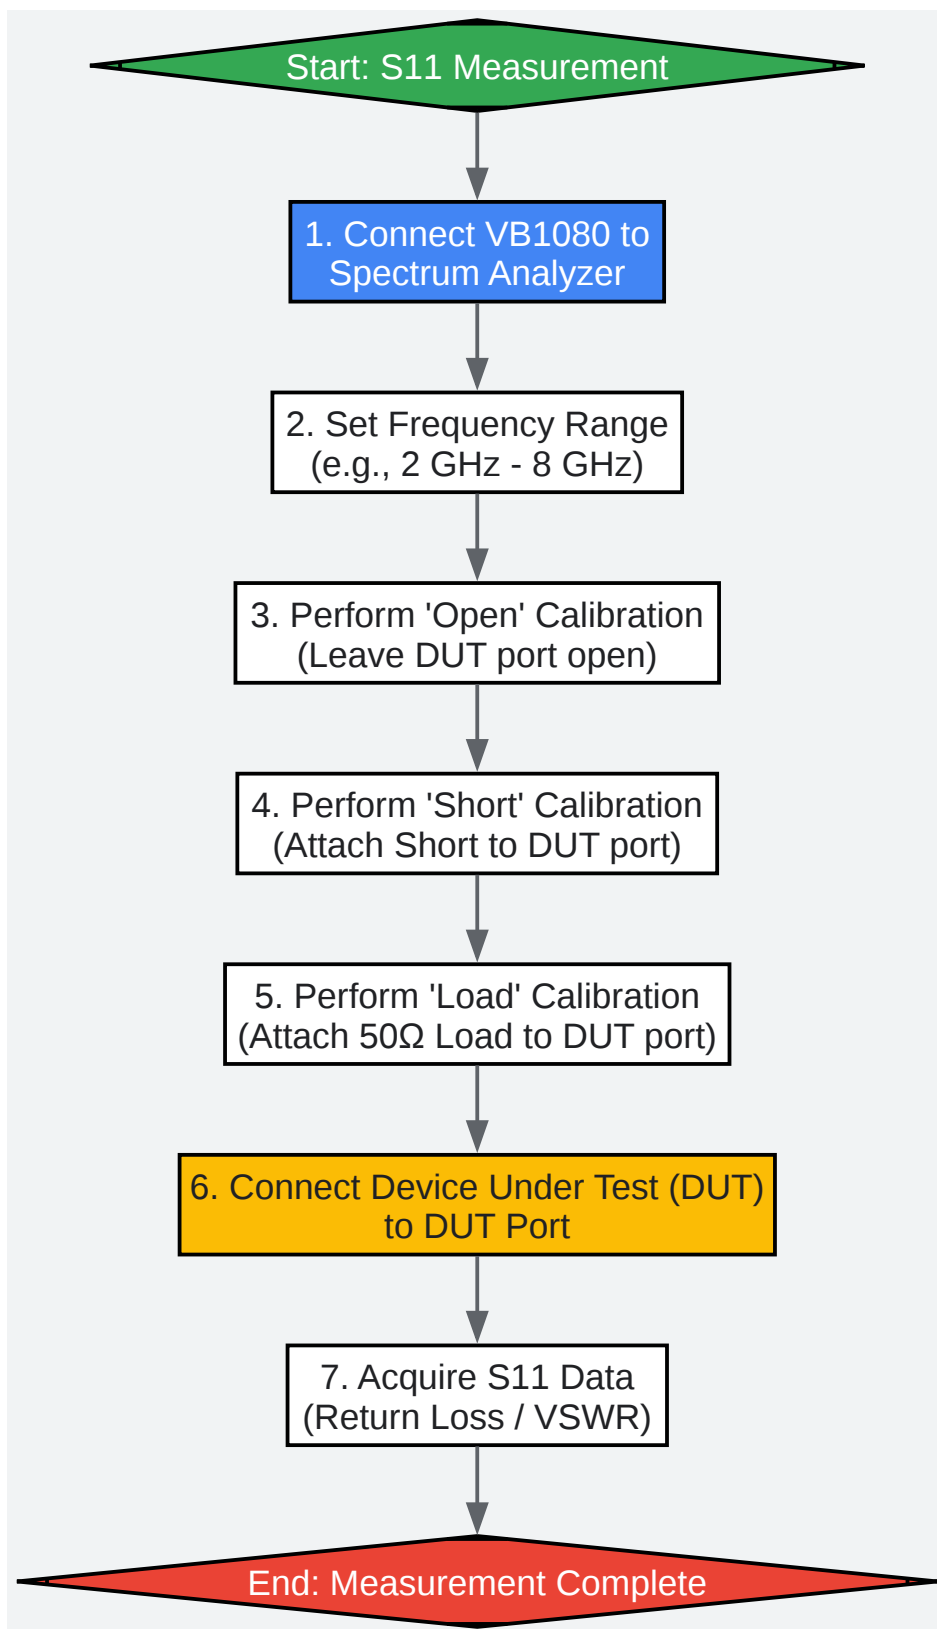 Start: S11 Measurement
1. Connect VB1080 to
Spectrum Analyzer
2. Set Frequency Range
(e.g., 2 GHz - 8 GHz)
3. Perform 'Open' Calibration
(Leave DUT port open)
4. Perform 'Short' Calibration
(Attach Short to DUT port)
5. Perform 'Load' Calibration
(Attach 50Ω Load to DUT port)
6. Connect Device Under Test (DUT)
to DUT Port
7. Acquire S11 Data
(Return Loss / VSWR)
End: Measurement Complete